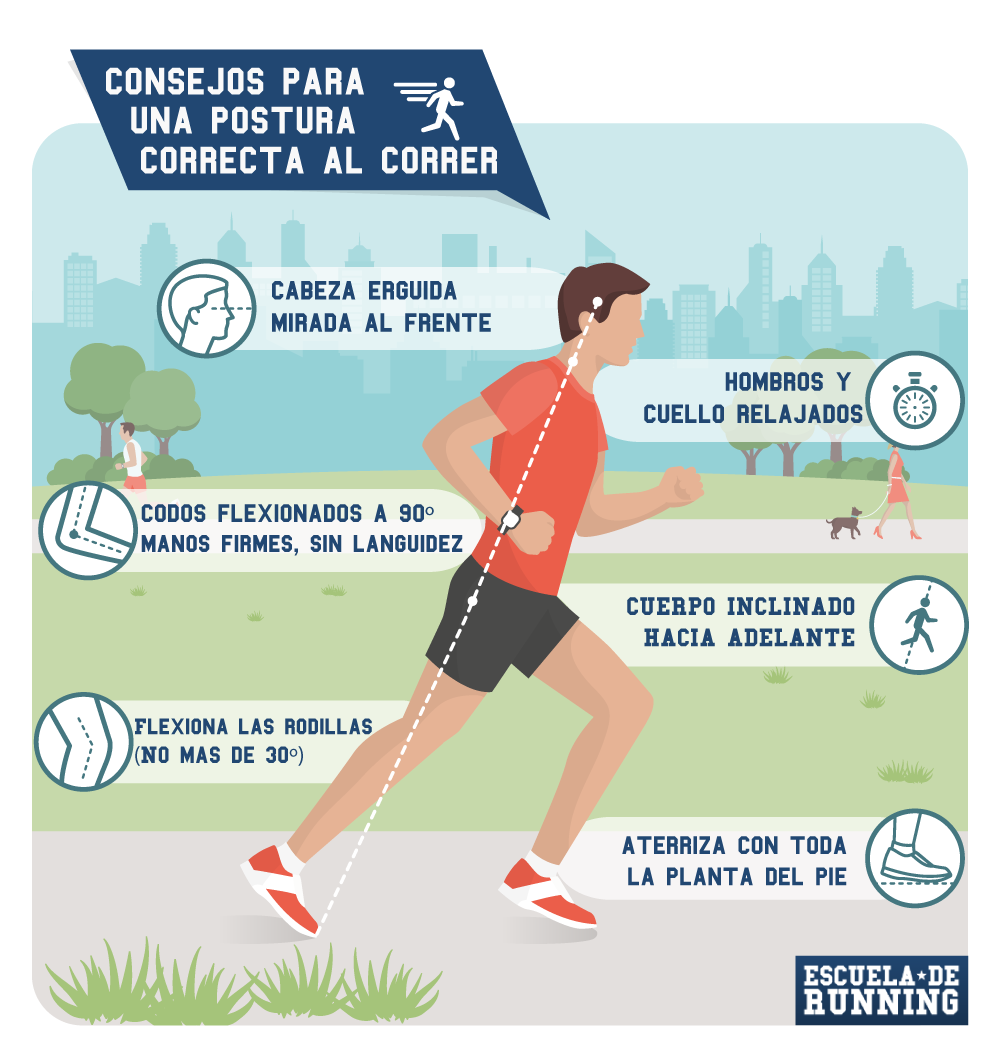 CONSEJOS PARA
UNA POSTURA
CORRECTA AL CORRER
CABEZA ERGUIDA
MIRADA AL FRENTE
HOMBROS Y
CUELLO RELAJADOS
CODOS FLEXIONADOS A 90º
MANOS FIRMES, SIN LANGUIDEZ
CUERPO INCLINADO
HACIA ADELANTE
FLEXIONA LAS RODILLAS
(NO MAS DE 30º)
ATERRIZA CON TODA
LA PLANTA DEL PIE
ESCUELA★DE
RUNNING